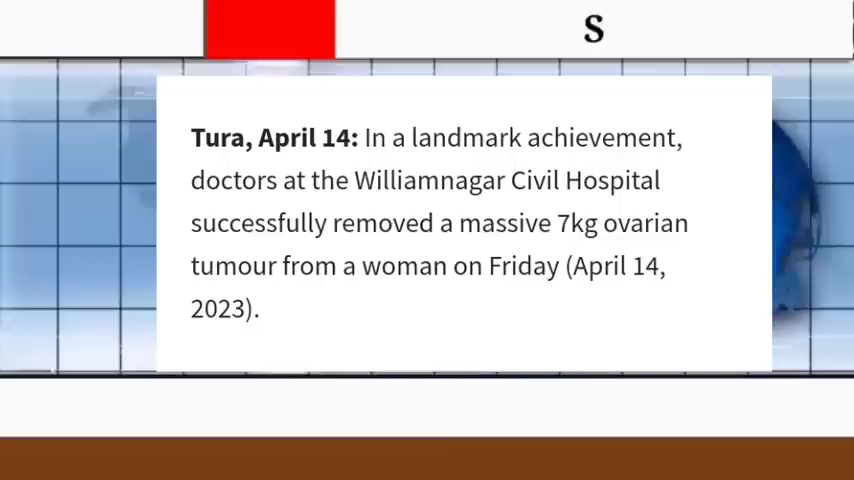 S
Tura, April 14: In a landmark achievement,
doctors at the Williamnagar Civil Hospital
successfully removed a massive 7kg ovarian
tumour from a woman on Friday (April 14,
2023).